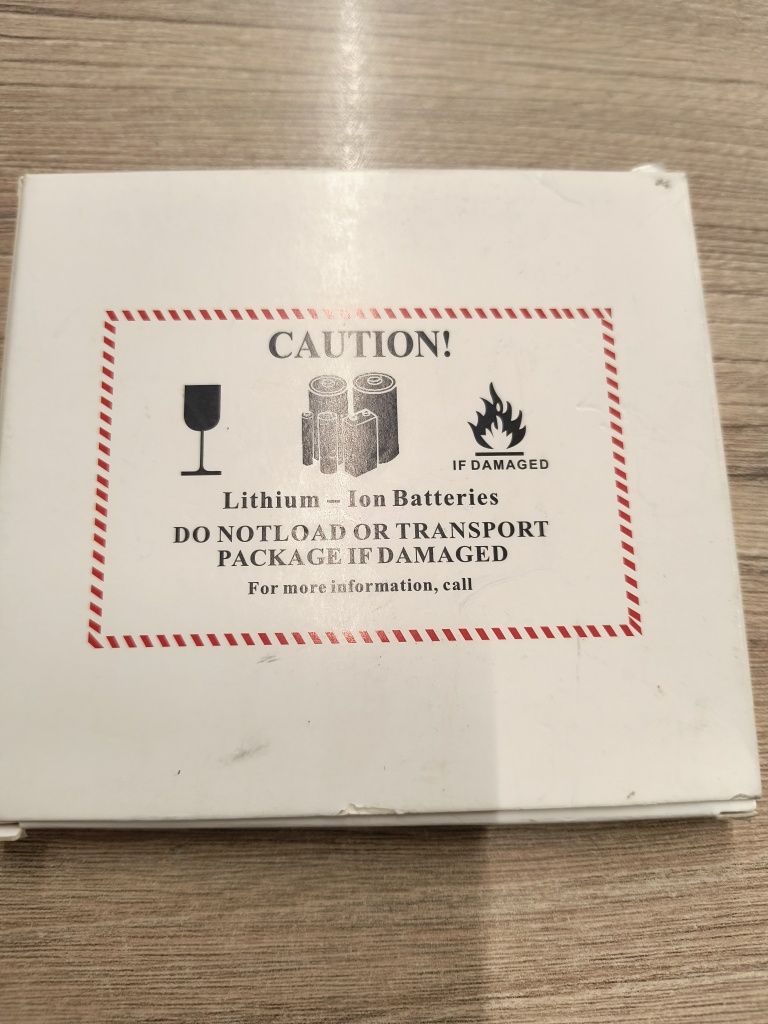 CAUTION!
IF DAMAGED
Lithium – Ion Batteries
DO NOTLOAD OR TRANSPORT
PACKAGE IF DAMAGED
For more information, call